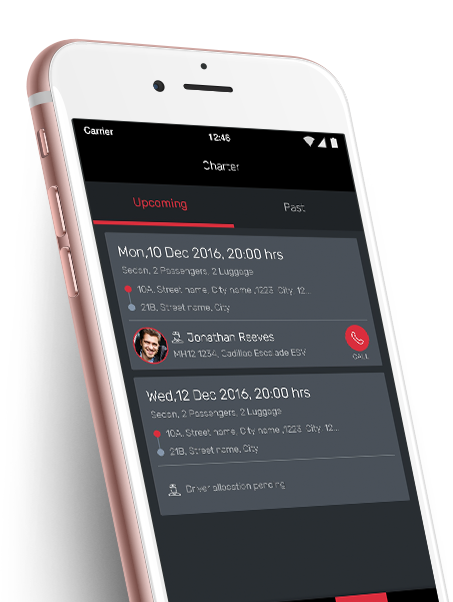 Carrier 12:46
Charter
Upcoming Past
Mon,10 Dec 2016, 20:00 hrs
Sedan, 2 Passengers, 2 Luggage
10A, Street name, City name ,1223, City, 12...
21B, Street name, City
Jonathan Reeves
MH12 1234, Cadillac Escalade ESV
CALL
Wed,12 Dec 2016, 20:00 hrs
Sedan, 2 Passengers, 2 Luggage
10A, Street name, City name ,1223, City, 12...
21B, Street name, City
Driver allocation pending